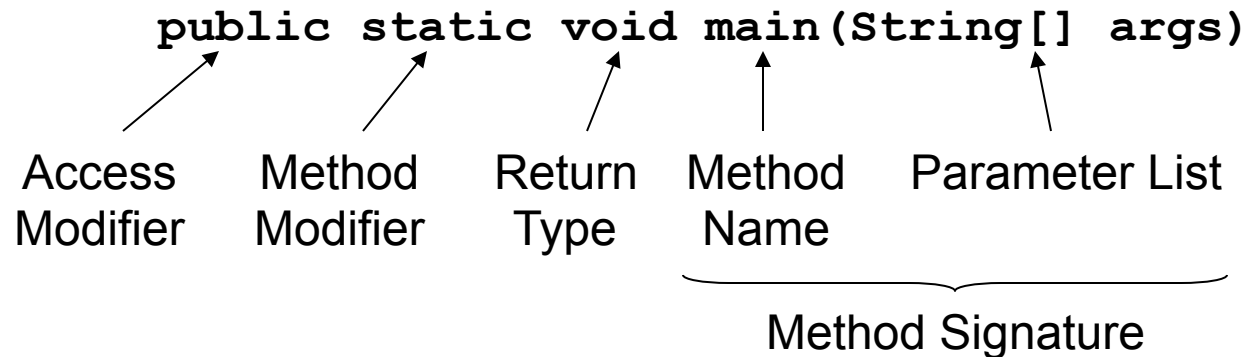 public static void main(String[] args)
Access Modifier
Method Modifier
Return Type
Method Name
Parameter List
Method Signature